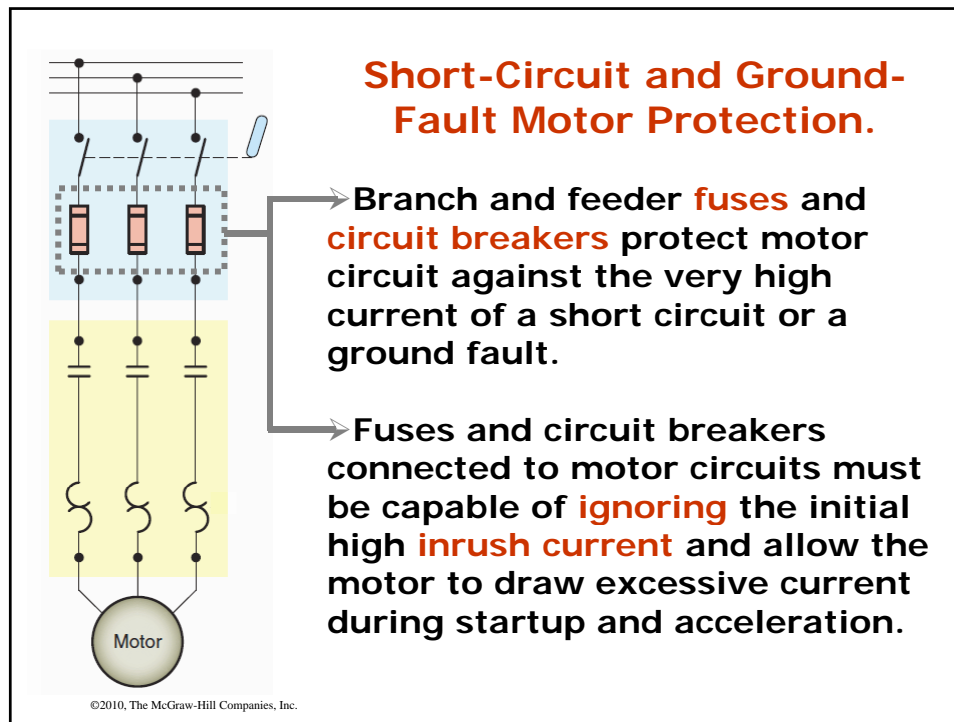 Short-Circuit and Ground-
Fault Motor Protection.
Branch and feeder fuses and
circuit breakers protect motor
circuit against the very high
current of a short circuit or a
ground fault.
Fuses and circuit breakers
connected to motor circuits must
be capable of ignoring the initial
high inrush current and allow the
motor to draw excessive current
during startup and acceleration.
Motor
©2010, The McGraw-Hill Companies, Inc.